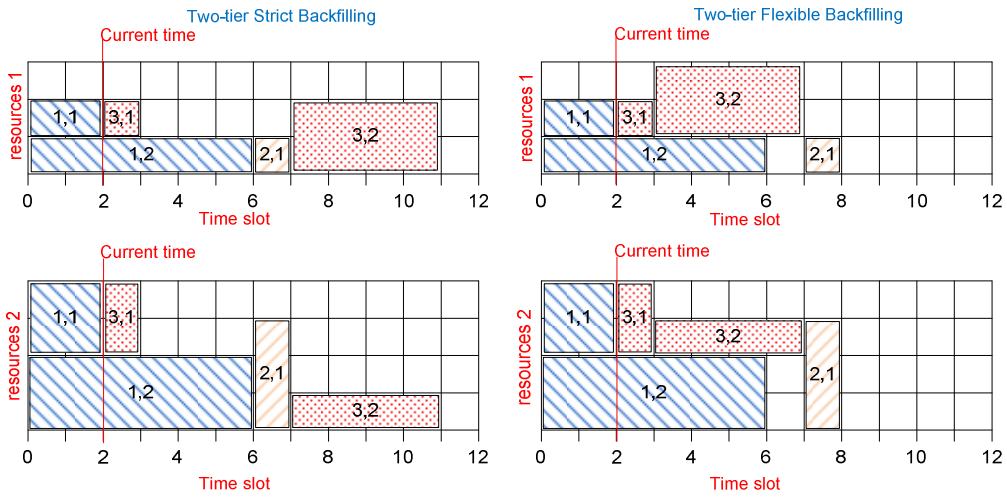 Two-tier Strict Backfilling
Current time
resources 1
1,1
3,1
3,2
1,2
2,1
0 2 4 6 8 10 12
Time slot
Two-tier Flexible Backfilling
Current time
resources 1
3,2
1,1
3,1
1,2
2,1
0 2 4 6 8 10 12
Time slot
Current time
resources 2
1,1
3,1
2,1
1,2
3,2
0 2 4 6 8 10 12
Time slot
Current time
resources 2
1,1
3,1
3,2
2,1
1,2
0 2 4 6 8 10 12
Time slot